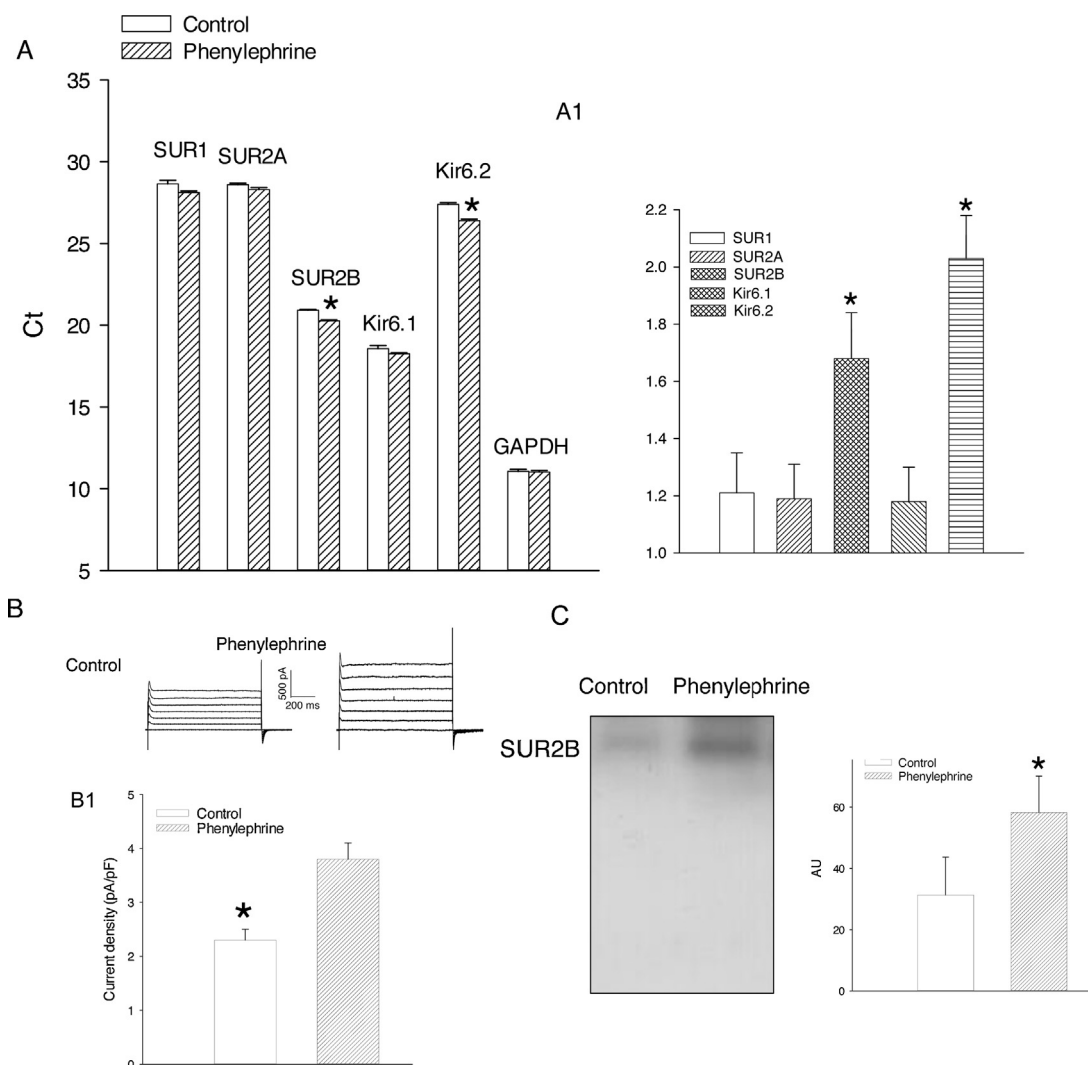 Control
Phenylephrine
A
35
30
25
20
15
10
5
Ct
SUR1
SUR2A
SUR2B
*
Kir6.1
Kir6.2
*
GAPDH
A1
2.2
2.0
1.8
1.6
1.4
1.2
1.0
SUR1
SUR2A
SUR2B
Kir6.1
Kir6.2
*
*
B
Control
Phenylephrine
500 pA
200 ms
B1
5
4
3
2
1
0
Current density (pA/pF)
Control
Phenylephrine
*
C
Control Phenylephrine
SUR2B
Control
Phenylephrine
*
60
40
20
0
AU